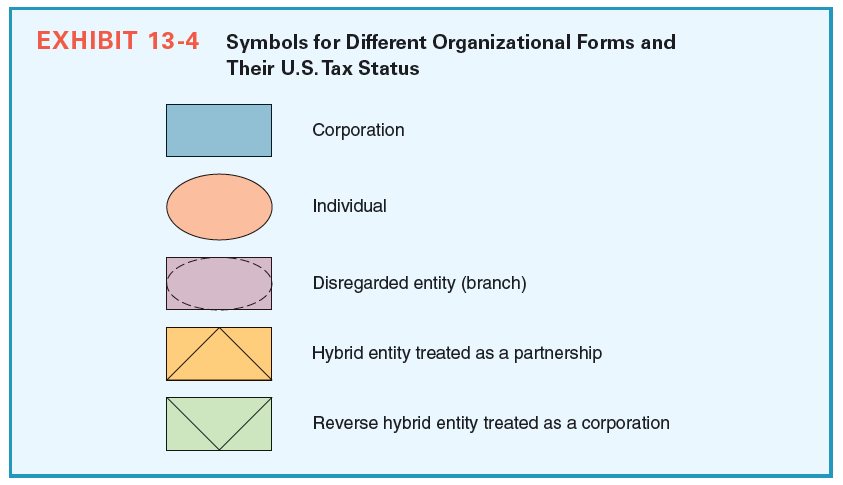 EXHIBIT 13-4 Symbols for Different Organizational Forms and
Their U.S. Tax Status
Corporation
Individual
Disregarded entity (branch)
Hybrid entity treated as a partnership
Reverse hybrid entity treated as a corporation